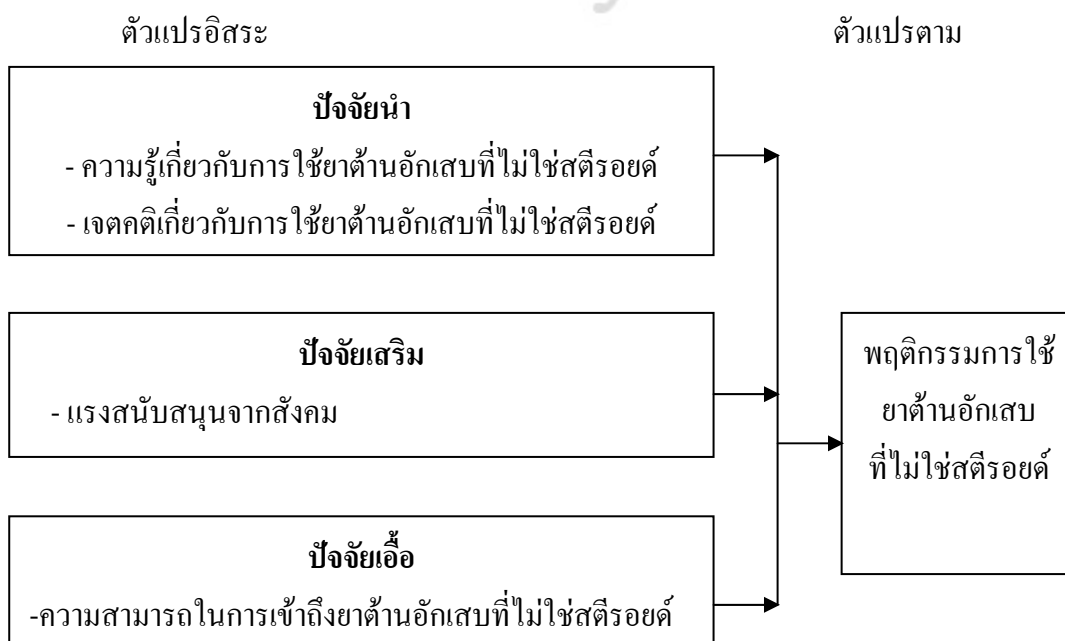 ตัวแปรอิสระ
ตัวแปรตาม
ปัจจัยนำ
- ความรู้เกี่ยวกับการใช้ยาต้านอักเสบที่ไม่ใช่สตีรอยด์
- เจตคติเกี่ยวกับการใช้ยาต้านอักเสบที่ไม่ใช่สตีรอยด์
ปัจจัยเสริม
- แรงสนับสนุนจากสังคม
ปัจจัยเอื้อ
-ความสามารถในการเข้าถึงยาต้านอักเสบที่ไม่ใช่สตีรอยด์
พฤติกรรมการใช้
ยาต้านอักเสบ
ที่ไม่ใช่สตีรอยด์